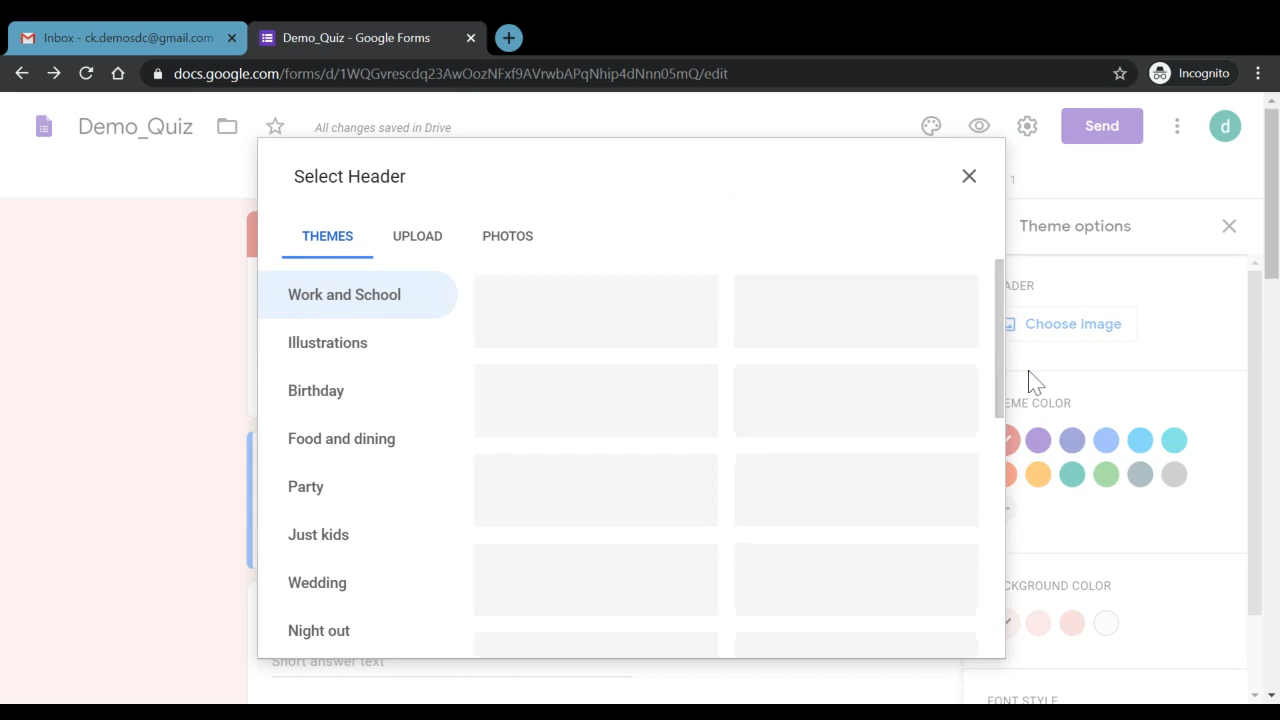 Inbox - ck.demosdc@gmail.com
Demo_Quiz - Google Forms
docs.google.com/forms/d/1WQGvrescdq23AwOozNFxf9AVrwbAPqNhip4dNnn05mQ/edit
Incognito
Demo_Quiz
All changes saved in Drive
Send
d
Select Header
1
THEMES UPLOAD PHOTOS
Theme options
ADER
Choose image
EME COLOR
CKGROUND COLOR
FONT STYLE
Work and School
Illustrations
Birthday
Food and dining
Party
Just kids
Wedding
Night out
Short answer text